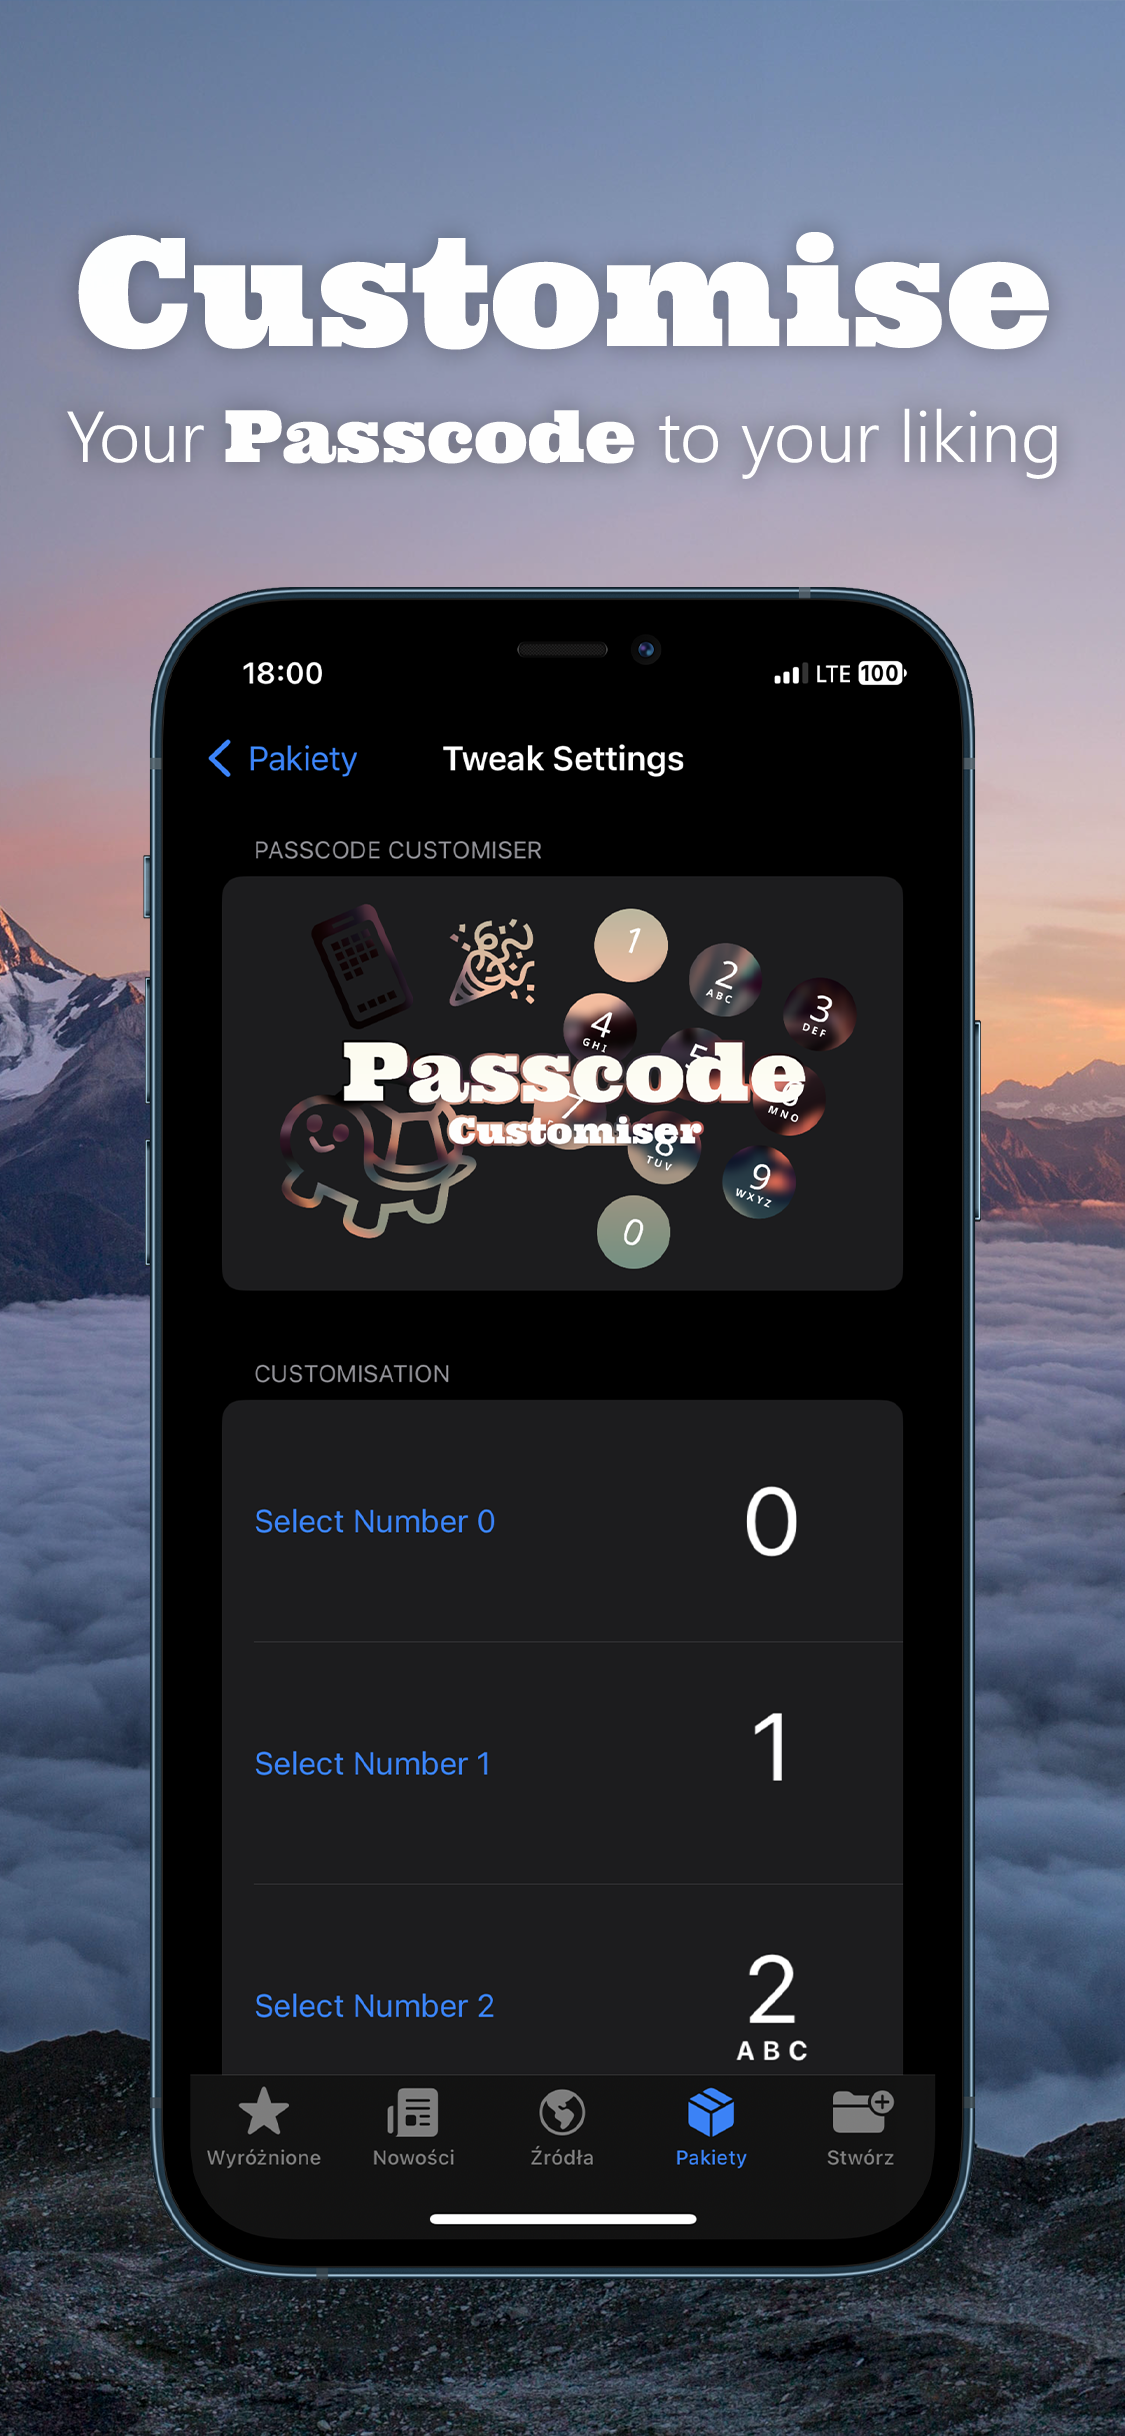 Customise
Your Passcode to your liking
18:00
LTE 100
Pakiety
Tweak Settings
PASSCODE CUSTOMISER
1
2
ABC
3
DEF
4
GHI
5
Passcode
6
MNO
7
Customiser
8
TUV
9
WXYZ
0
CUSTOMISATION
Select Number 0
0
Select Number 1
1
Select Number 2
2
ABC
Wyróżnione
Nowości
Źródła
Pakiety
Stwórz